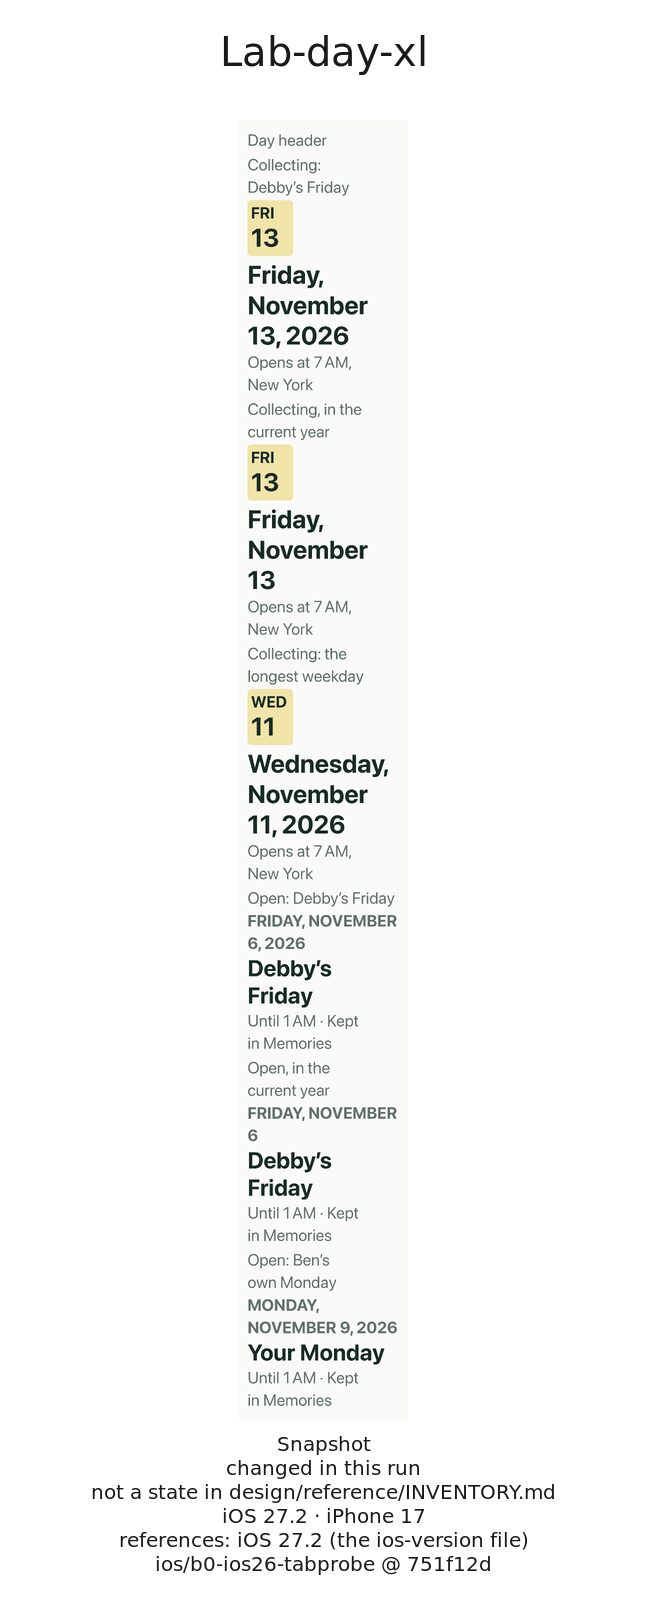 Lab-day-xl
Day header
Collecting:
Debby’s Friday
FRI
13
Friday,
November
13, 2026
Opens at 7 AM,
New York
Collecting, in the
current year
FRI
13
Friday,
November
13
Opens at 7 AM,
New York
Collecting: the
longest weekday
WED
11
Wednesday,
November
11, 2026
Opens at 7 AM,
New York
Open: Debby’s Friday
FRIDAY, NOVEMBER
6, 2026
Debby’s
Friday
Until 1 AM · Kept
in Memories
Open, in the
current year
FRIDAY, NOVEMBER
6
Debby’s
Friday
Until 1 AM · Kept
in Memories
Open: Ben’s
own Monday
MONDAY,
NOVEMBER 9, 2026
Your Monday
Until 1 AM · Kept
in Memories
Snapshot
changed in this run
not a state in design/reference/INVENTORY.md
iOS 27.2 · iPhone 17
references: iOS 27.2 (the ios-version file)
ios/b0-ios26-tabprobe @ 751f12d